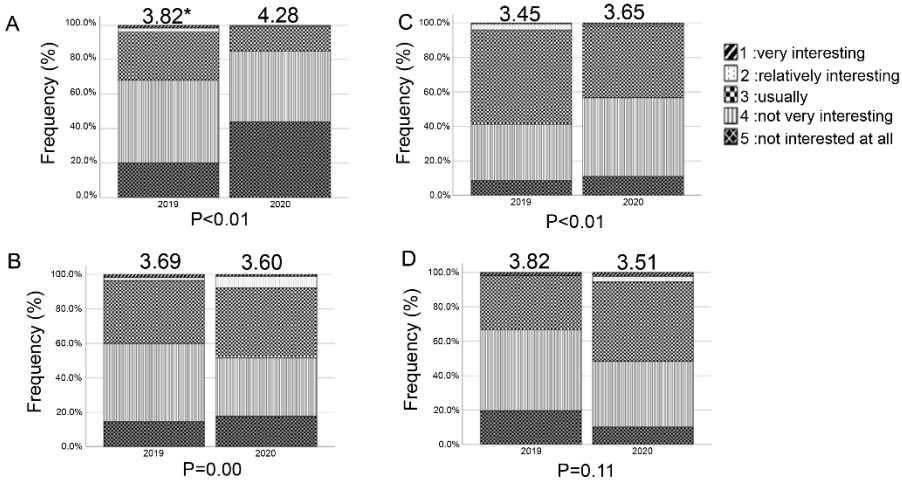 A
3.82*
4.28
Frequency (%)
100.0%
80.0%
60.0%
40.0%
20.0%
0.0%
2019
2020
P<0.01
C
3.45
3.65
Frequency (%)
100.0%
80.0%
60.0%
40.0%
20.0%
0.0%
2019
2020
P<0.01
1 :very interesting
2 :relatively interesting
3 :usually
4 :not very interesting
5 :not interested at all
B
3.69
3.60
Frequency (%)
100.0%
80.0%
60.0%
40.0%
20.0%
0.0%
2019
2020
P=0.00
D
3.82
3.51
Frequency (%)
100.0%
80.0%
60.0%
40.0%
20.0%
0.0%
2019
2020
P=0.11